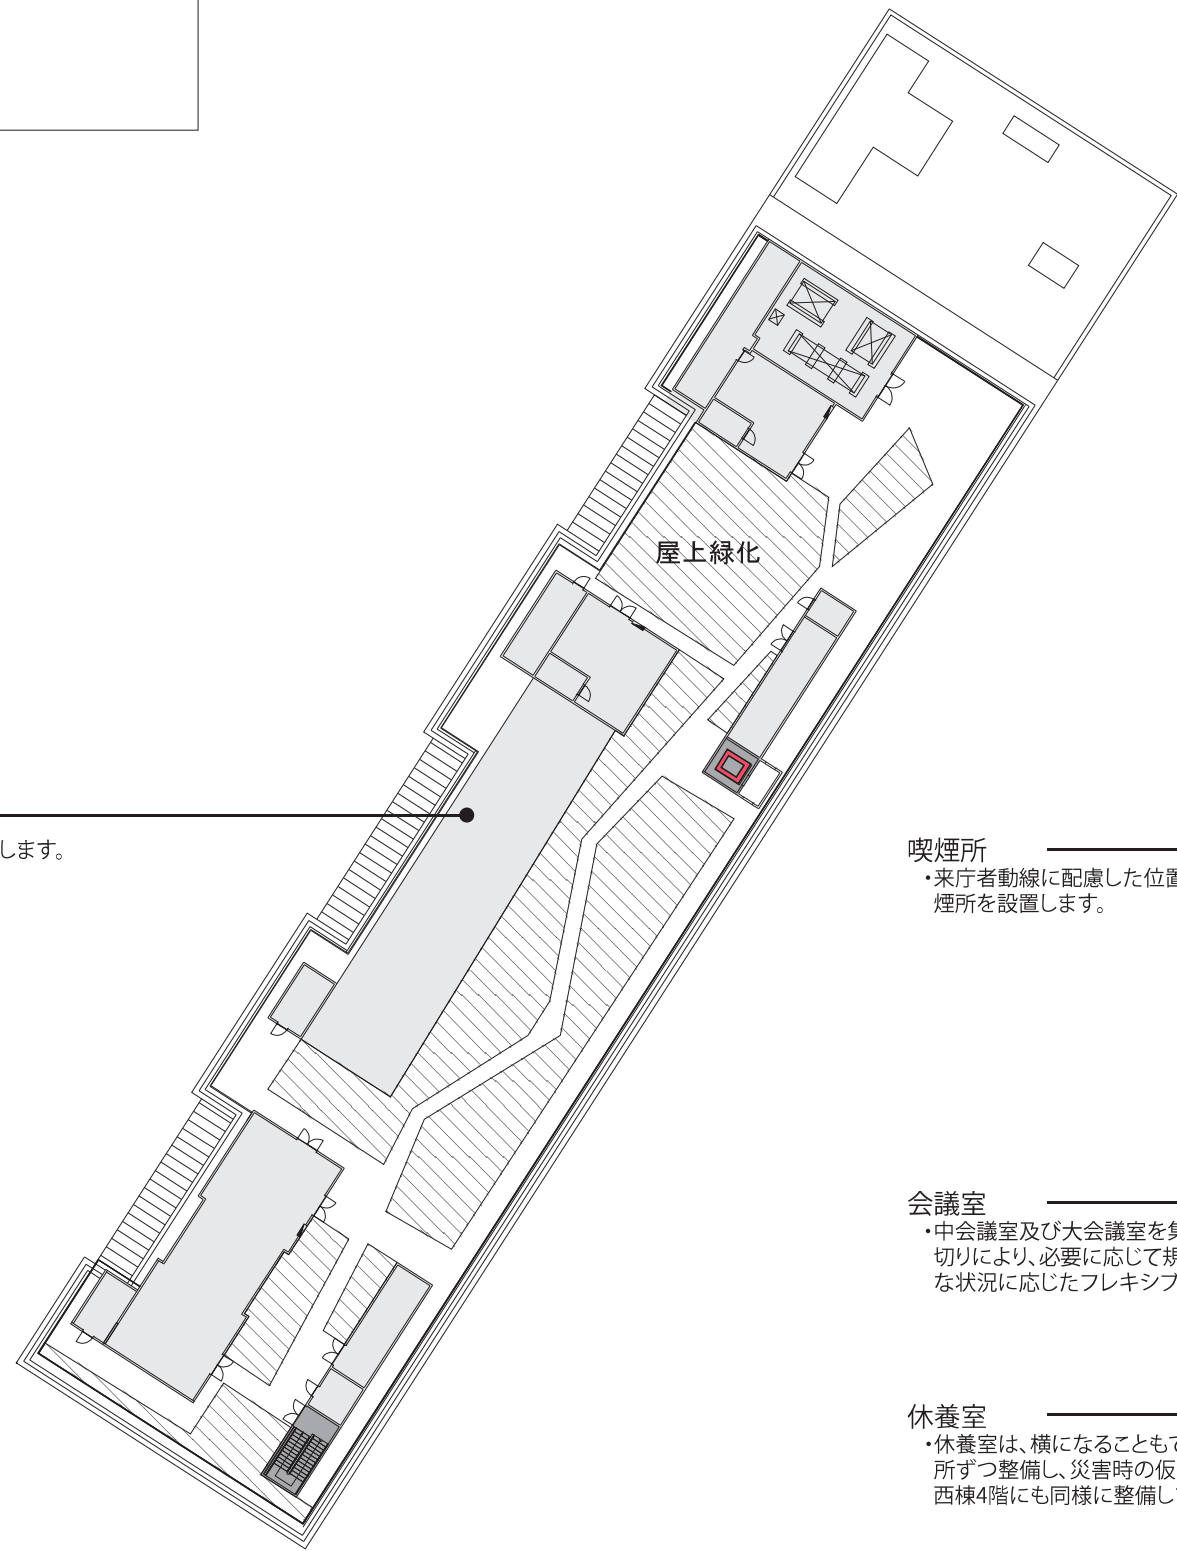 屋上緑化
します。
喫煙所
・来庁者動線に配慮した位置
煙所を設置します。
会議室
・中会議室及び大会議室を集
切りにより、必要に応じて規
な状況に応じたフレキシブ
休養室
・休養室は、横になることもで
所ずつ整備し、災害時の仮
西棟4階にも同様に整備し